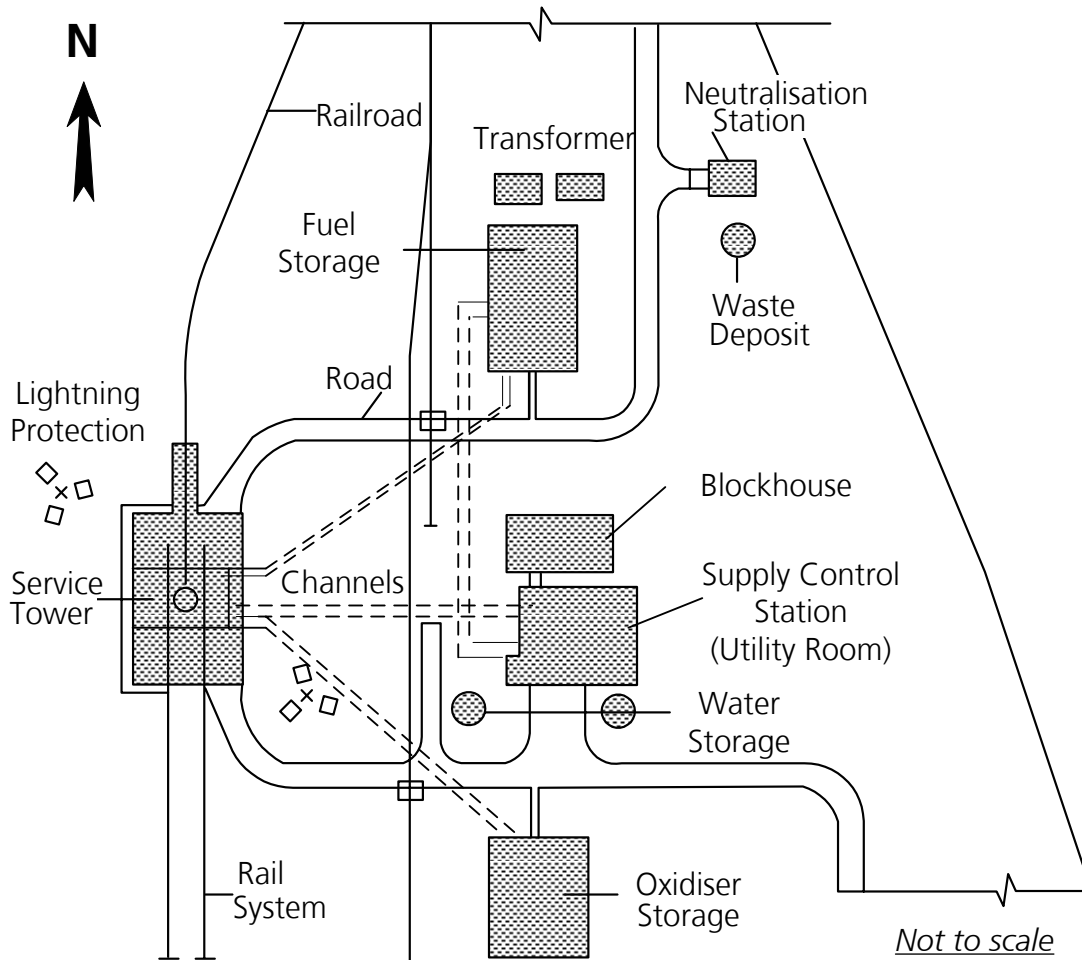 N
Railroad
Neutralisation
Station
Transformer
Fuel
Storage
Waste
Deposit
Road
Lightning
Protection
Blockhouse
Service
Tower
Channels
Supply Control
Station
(Utility Room)
Water
Storage
Rail
System
Oxidiser
Storage
Not to scale